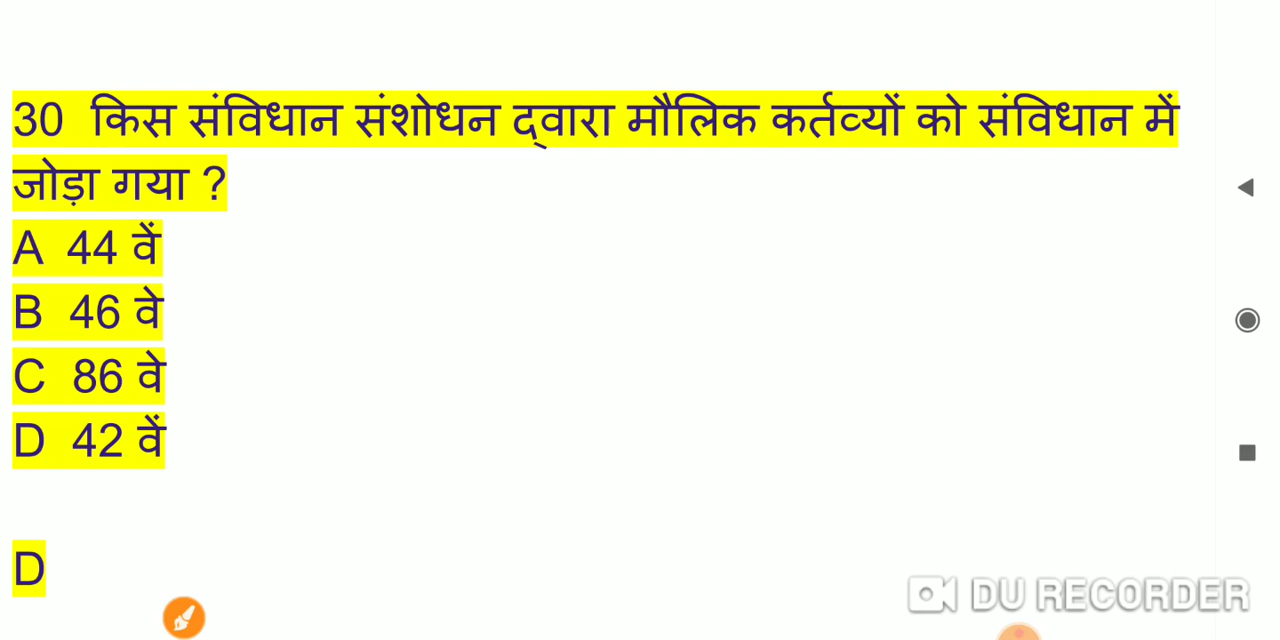 30 किस संविधान संशोधन द्वारा मौलिक कर्तव्यों को संविधान में
जोड़ा गया ?
A 44 वें
B 46 वे
C 86 वे
D 42 वें
D
DU RECORDER